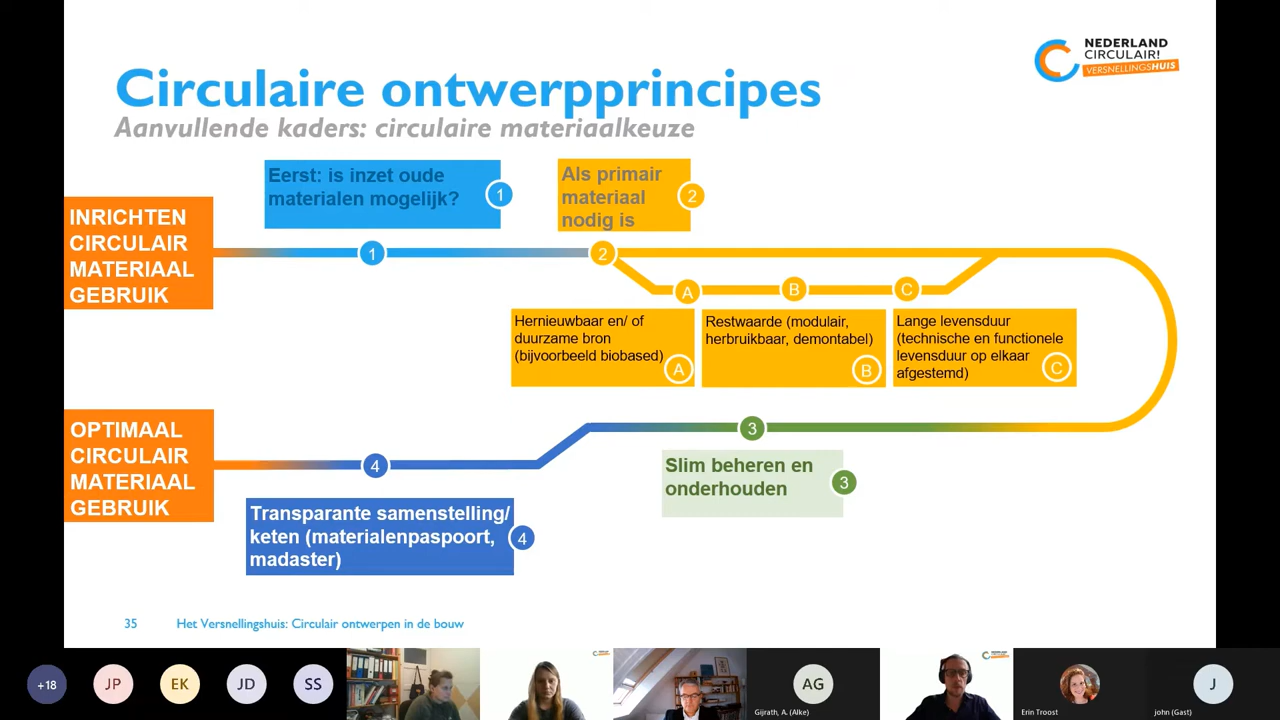 NEDERLAND
CIRCULAIR!
VERSNELLINGSHUIS
Circulaire ontwerpprincipes
Aanvullende kaders: circulaire materiaalkeuze
Eerst: is inzet oude
materialen mogelijk?
1
Als primair
materiaal
nodig is
2
INRICHTEN
CIRCULAIR
MATERIAAL
GEBRUIK
1
2
A
B
C
Hernieuwbaar en/ of
duurzame bron
(bijvoorbeeld biobased)
A
Restwaarde (modulair,
herbruikbaar, demontabel)
B
Lange levensduur
(technische en functionele
levensduur op elkaar
afgestemd)
C
OPTIMAAL
CIRCULAIR
MATERIAAL
GEBRUIK
4
3
Slim beheren en
onderhouden
3
Transparante samenstelling/
keten (materialenpaspoort,
madaster)
4
35
Het Versnellingshuis: Circulair ontwerpen in de bouw
+18
JP
EK
JD
SS
AG
Gijrath, A. (Alke)
Erin Troost
J
john (Gast)